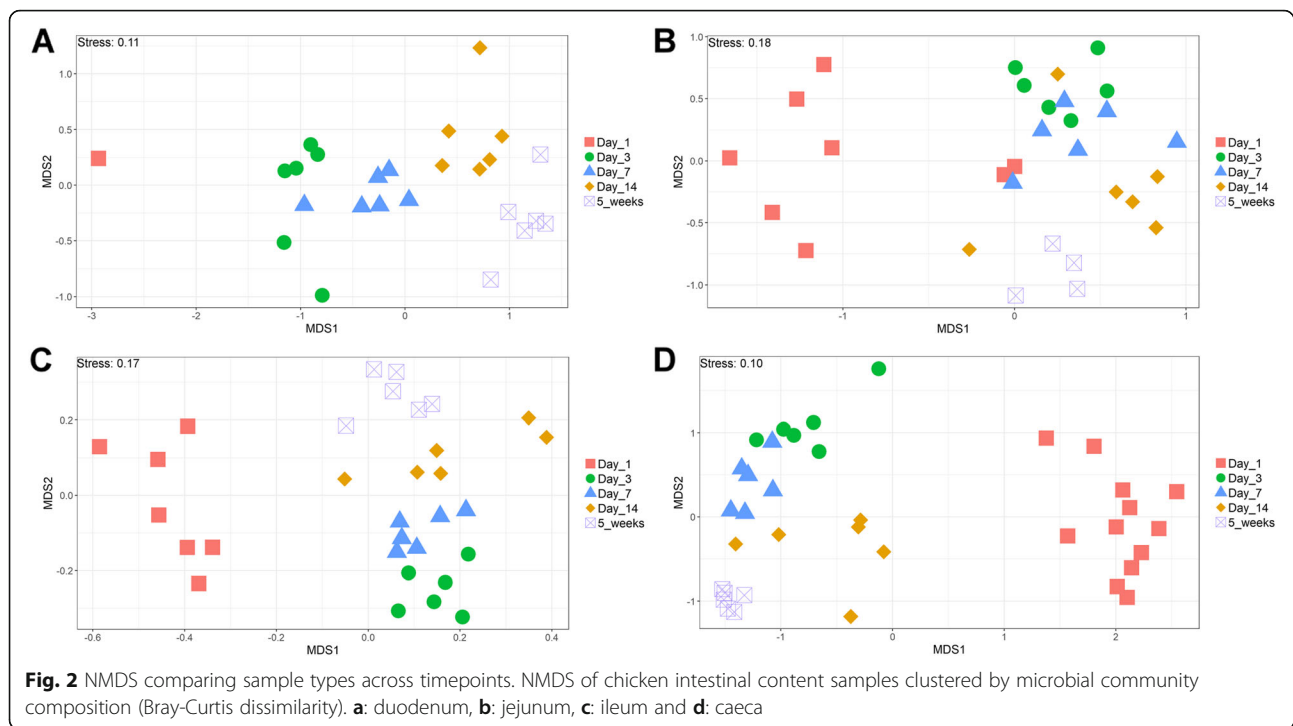 A
Stress: 0.11
1.0
0.5
0.0
-0.5
-1.0
MDS2
-3
-2
-1
0
1
MDS1
Day_1
Day_3
Day_7
Day_14
5_weeks
B
Stress: 0.18
1.0
0.5
0.0
-0.5
-1.0
MDS2
-1
0
1
MDS1
Day_1
Day_3
Day_7
Day_14
5_weeks
C
Stress: 0.17
0.2
0.0
-0.2
MDS2
-0.6
-0.4
-0.2
0.0
0.2
0.4
MDS1
Day_1
Day_3
Day_7
Day_14
5_weeks
D
Stress: 0.10
1
0
-1
MDS2
-1
0
1
2
MDS1
Day_1
Day_3
Day_7
Day_14
5_weeks
Fig. 2 NMDS comparing sample types across timepoints. NMDS of chicken intestinal content samples clustered by microbial community
composition (Bray-Curtis dissimilarity). a: duodenum, b: jejunum, c: ileum and d: caeca